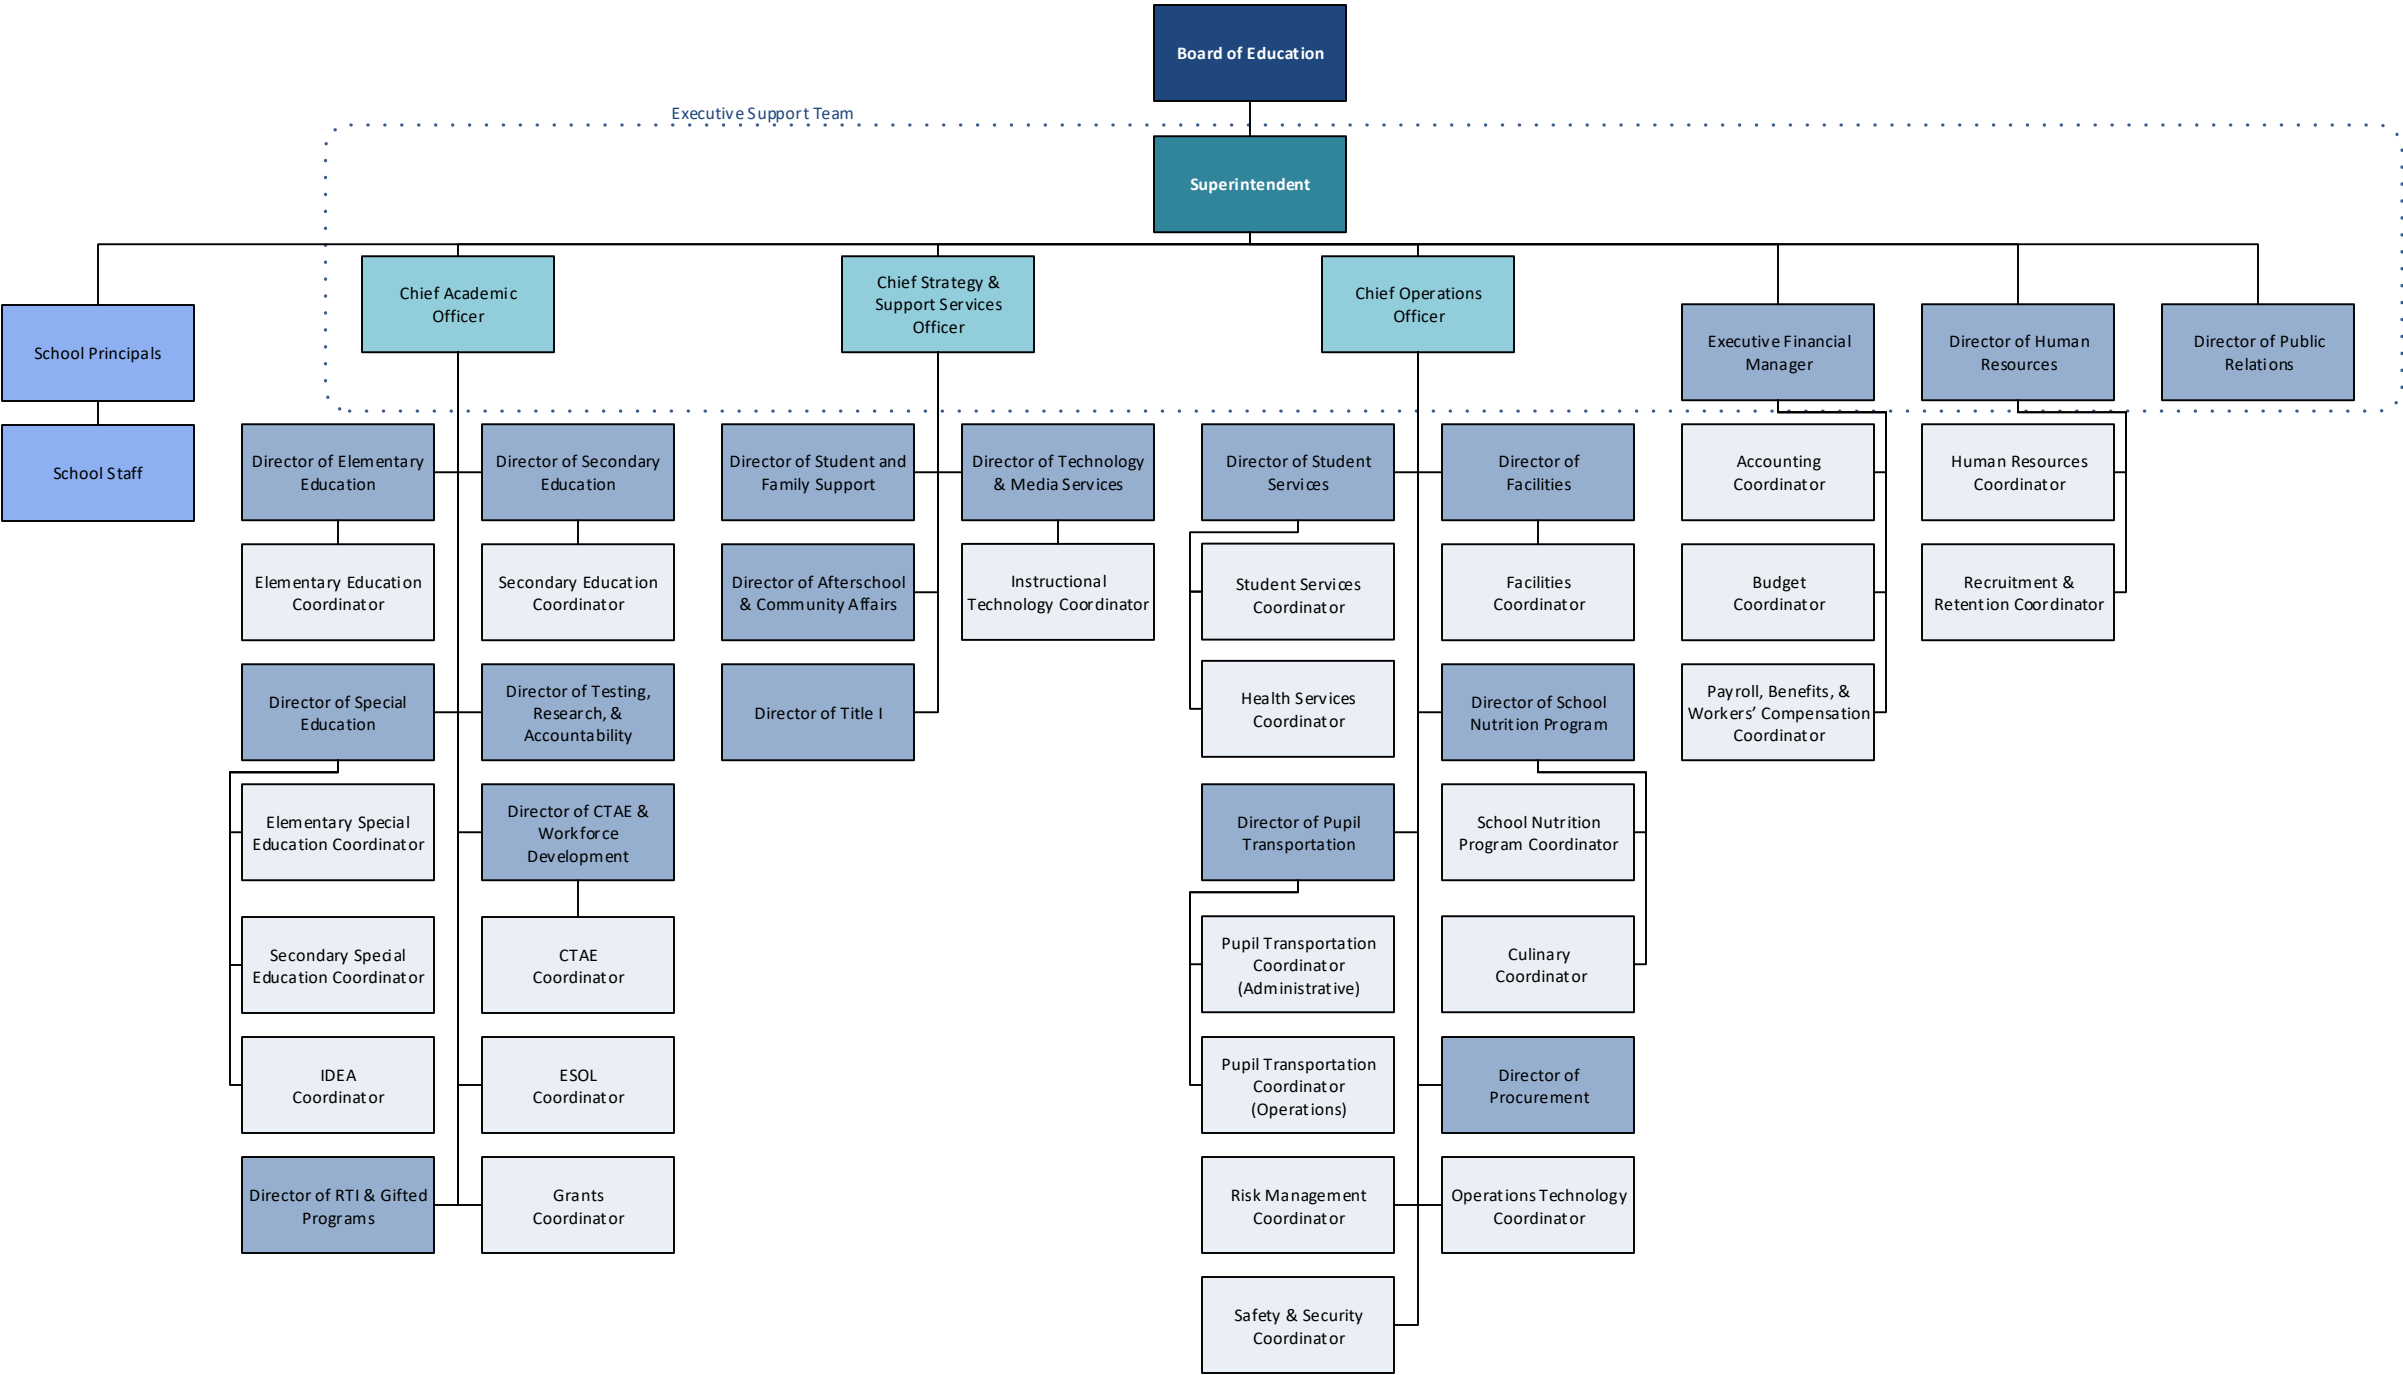 Board of Education
Executive Support Team
Superintendent
Chief Academic
Officer
Chief Strategy &
Support Services
Officer
Chief Operations
Officer
School Principals
Executive Financial
Manager
Director of Human
Resources
Director of Public
Relations
School Staff
Director of Elementary
Education
Director of Secondary
Education
Director of Student and
Family Support
Director of Technology
& Media Services
Director of Student
Services
Director of
Facilities
Accounting
Coordinator
Human Resources
Coordinator
Elementary Education
Coordinator
Secondary Education
Coordinator
Director of Afterschool
& Community Affairs
Instructional
Technology Coordinator
Student Services
Coordinator
Facilities
Coordinator
Budget
Coordinator
Recruitment &
Retention Coordinator
Director of Special
Education
Director of Testing,
Research, &
Accountability
Director of Title I
Health Services
Coordinator
Director of School
Nutrition Program
Payroll, Benefits, &
Workers’ Compensation
Coordinator
Elementary Special
Education Coordinator
Director of CTAE &
Workforce
Development
Director of Pupil
Transportation
School Nutrition
Program Coordinator
Secondary Special
Education Coordinator
CTAE
Coordinator
Pupil Transportation
Coordinator
(Administrative)
Culinary
Coordinator
IDEA
Coordinator
ESOL
Coordinator
Pupil Transportation
Coordinator
(Operations)
Director of
Procurement
Director of RTI & Gifted
Programs
Grants
Coordinator
Risk Management
Coordinator
Operations Technology
Coordinator
Safety & Security
Coordinator